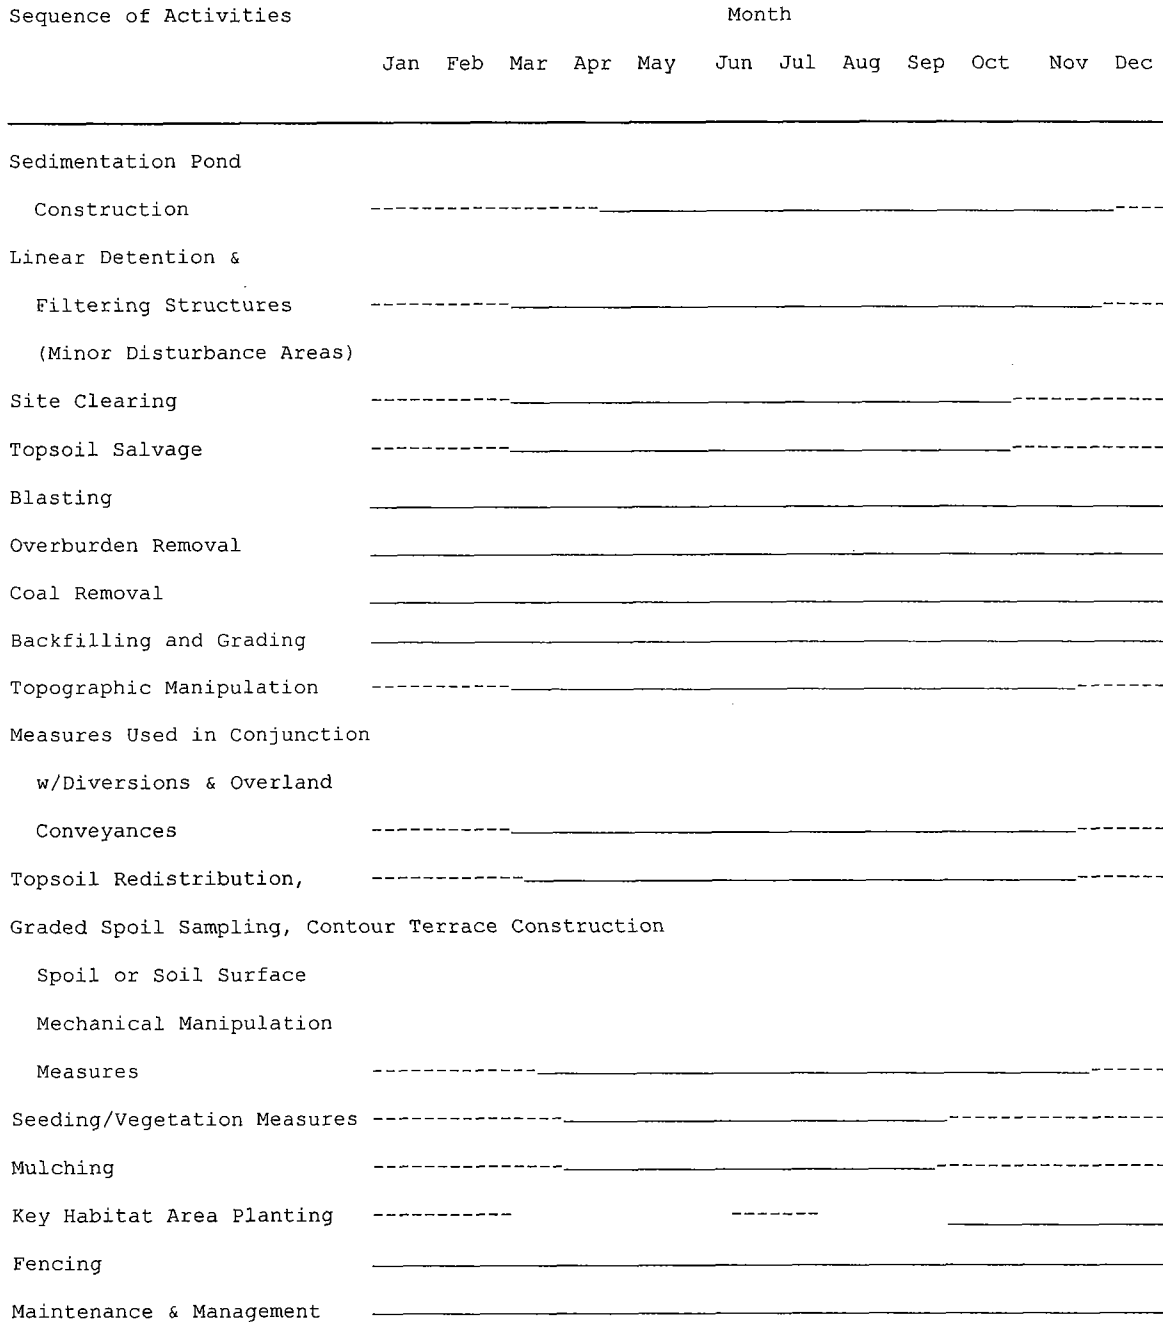 Sequence of Activities Month
Jan Feb Mar Apr May Jun Jul Aug Sep Oct Nov Dec
Sedimentation Pond
Construction
Linear Detention &
Filtering Structures
(Minor Disturbance Areas)
Site Clearing
Topsoil Salvage
Blasting
Overburden Removal
Coal Removal
Backfilling and Grading
Topographic Manipulation
Measures Used in Conjunction
w/Diversions & Overland
Conveyances
Topsoil Redistribution,
Graded Spoil Sampling, Contour Terrace Construction
Spoil or Soil Surface
Mechanical Manipulation
Measures
Seeding/Vegetation Measures
Mulching
Key Habitat Area Planting
Fencing
Maintenance & Management